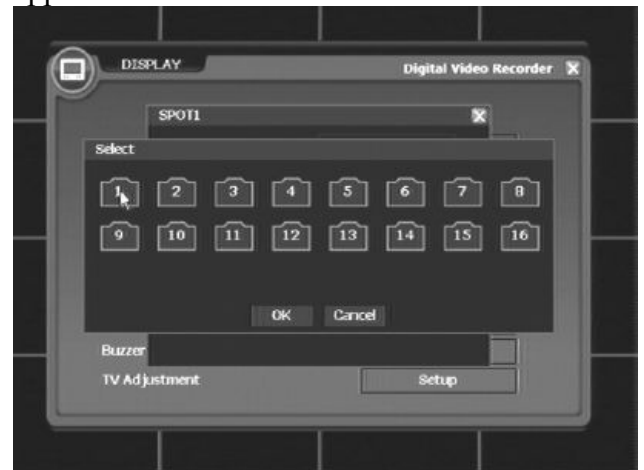 DISPLAY
Digital Video Recorder X
SPOT1 X
Select
1 2 3 4 5 6 7 8
9 10 11 12 13 14 15 16
OK Cancel
Buzzer
TV Adjustment Setup